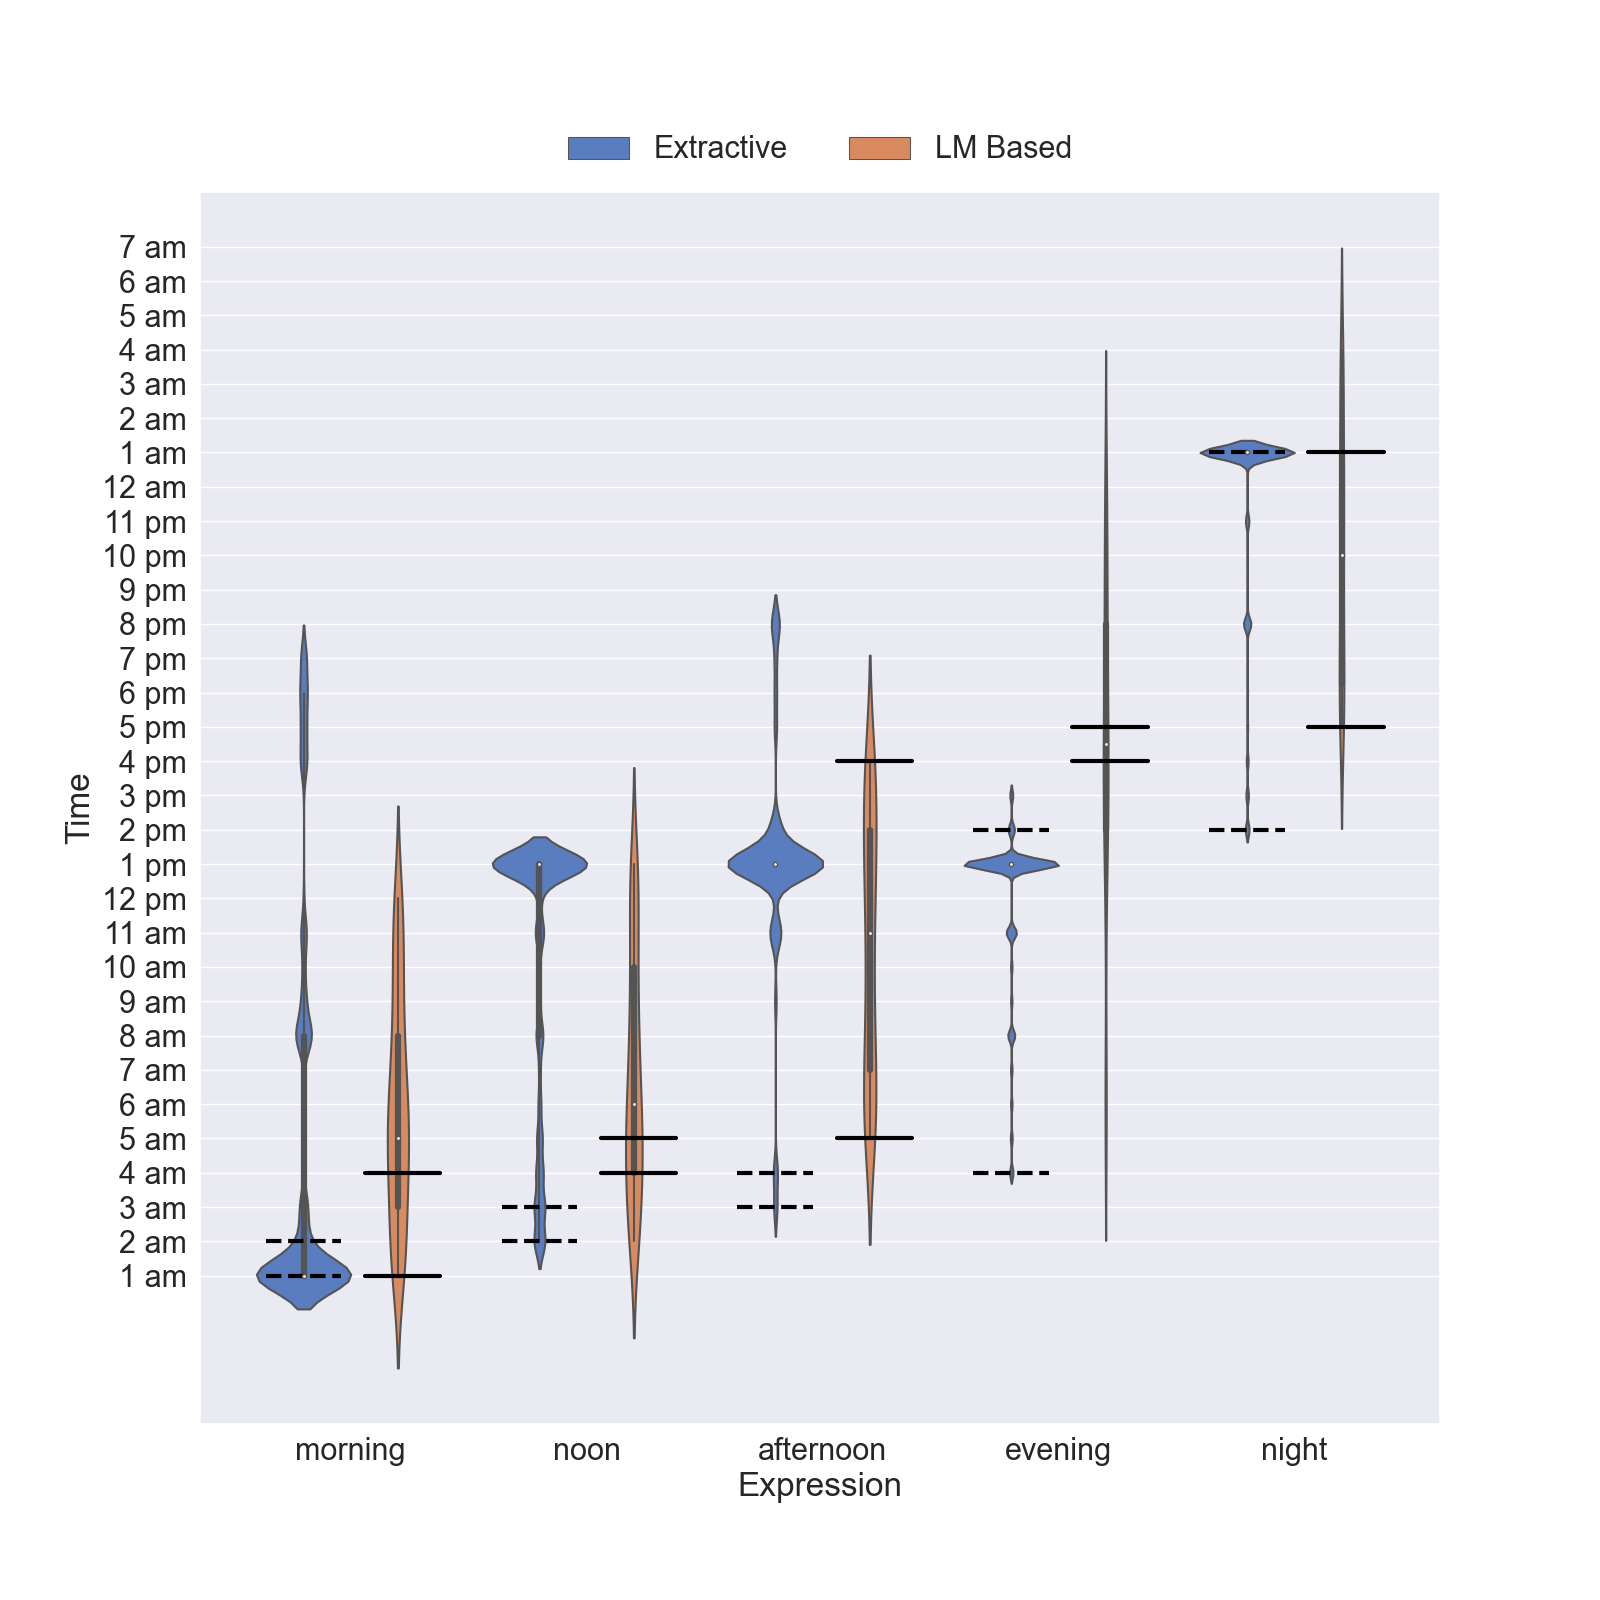 Extractive LM Based
7 am
6 am
5 am
4 am
3 am
2 am
1 am
12 am
11 pm
10 pm
9 pm
8 pm
7 pm
6 pm
5 pm
4 pm
3 pm
2 pm
1 pm
12 pm
11 am
10 am
9 am
8 am
7 am
6 am
5 am
4 am
3 am
2 am
1 am
Time
morning noon afternoon evening night
Expression